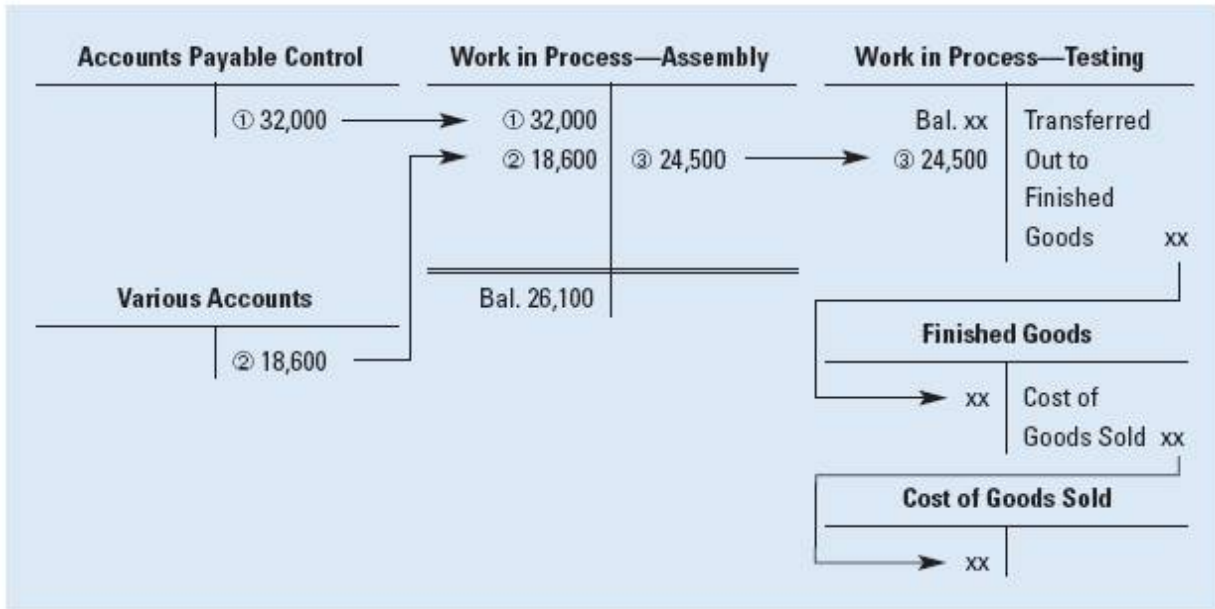 Accounts Payable Control
① 32,000
Work in Process—Assembly
① 32,000
② 18,600 ③ 24,500
Bal. 26,100
Work in Process—Testing
Bal. xx Transferred
③ 24,500 Out to
Finished
Goods xx
Various Accounts
② 18,600
Finished Goods
xx Cost of
Goods Sold xx
Cost of Goods Sold
xx